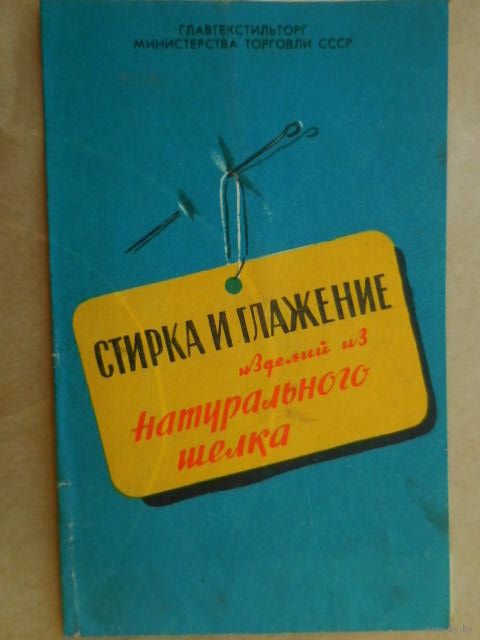 ГЛАВТЕКСТИЛЬТОРГ
МИНИСТЕРСТВА ТОРГОВЛИ СССР
СТИРКА И ГЛАЖЕНИЕ
изделий из
натурального
шелка